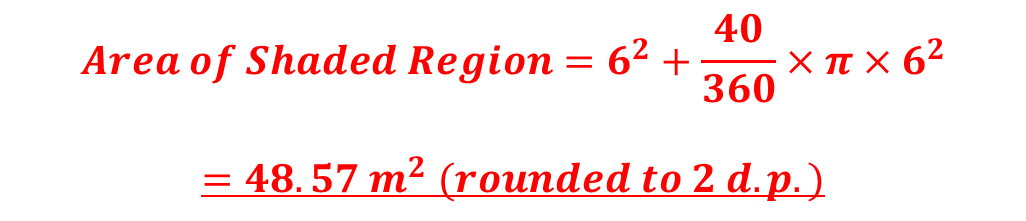 Area of Shaded Region = 6² + 40/360 × π × 6²
= 48.57 m² (rounded to 2 d.p.)